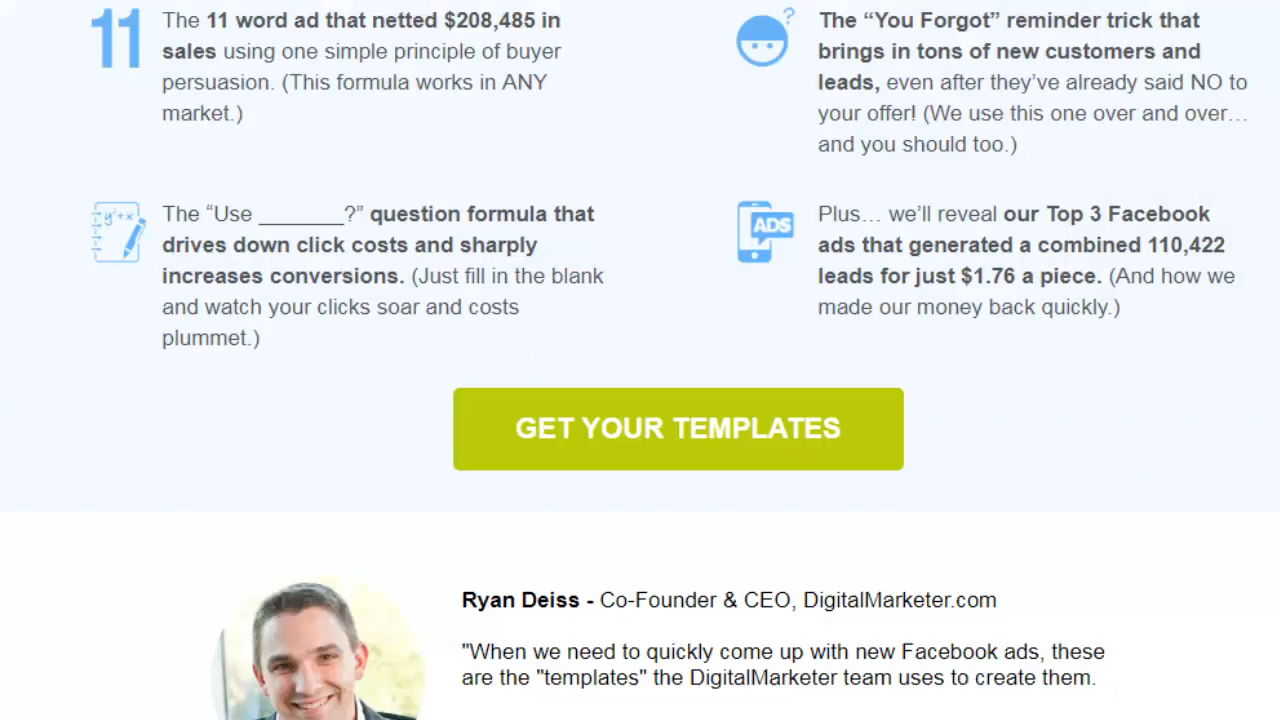 11
The 11 word ad that netted $208,485 in
sales using one simple principle of buyer
persuasion. (This formula works in ANY
market.)
?
The “You Forgot” reminder trick that
brings in tons of new customers and
leads, even after they’ve already said NO to
your offer! (We use this one over and over…
and you should too.)
y²+x
The “Use _______?” question formula that
drives down click costs and sharply
increases conversions. (Just fill in the blank
and watch your clicks soar and costs
plummet.)
ADS
Plus… we’ll reveal our Top 3 Facebook
ads that generated a combined 110,422
leads for just $1.76 a piece. (And how we
made our money back quickly.)
GET YOUR TEMPLATES
Ryan Deiss - Co-Founder & CEO, DigitalMarketer.com
"When we need to quickly come up with new Facebook ads, these
are the "templates" the DigitalMarketer team uses to create them.